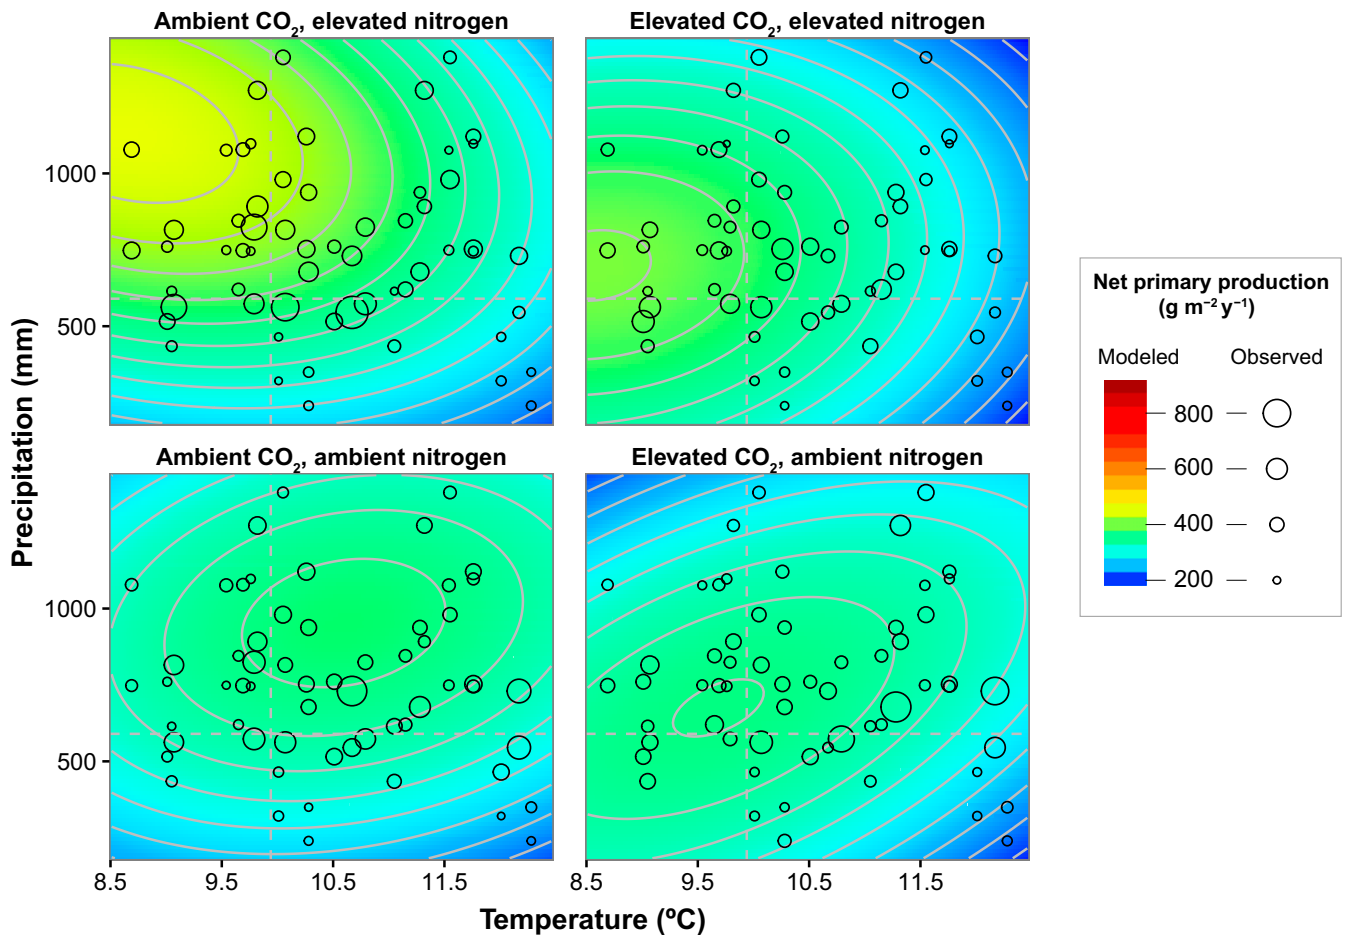 Ambient CO₂, elevated nitrogen
Elevated CO₂, elevated nitrogen
1000
500
Ambient CO₂, ambient nitrogen
Elevated CO₂, ambient nitrogen
1000
500
Precipitation (mm)
8.5 9.5 10.5 11.5
8.5 9.5 10.5 11.5
Temperature (ºC)
Net primary production
(g m⁻² y⁻¹)
Modeled Observed
800
600
400
200